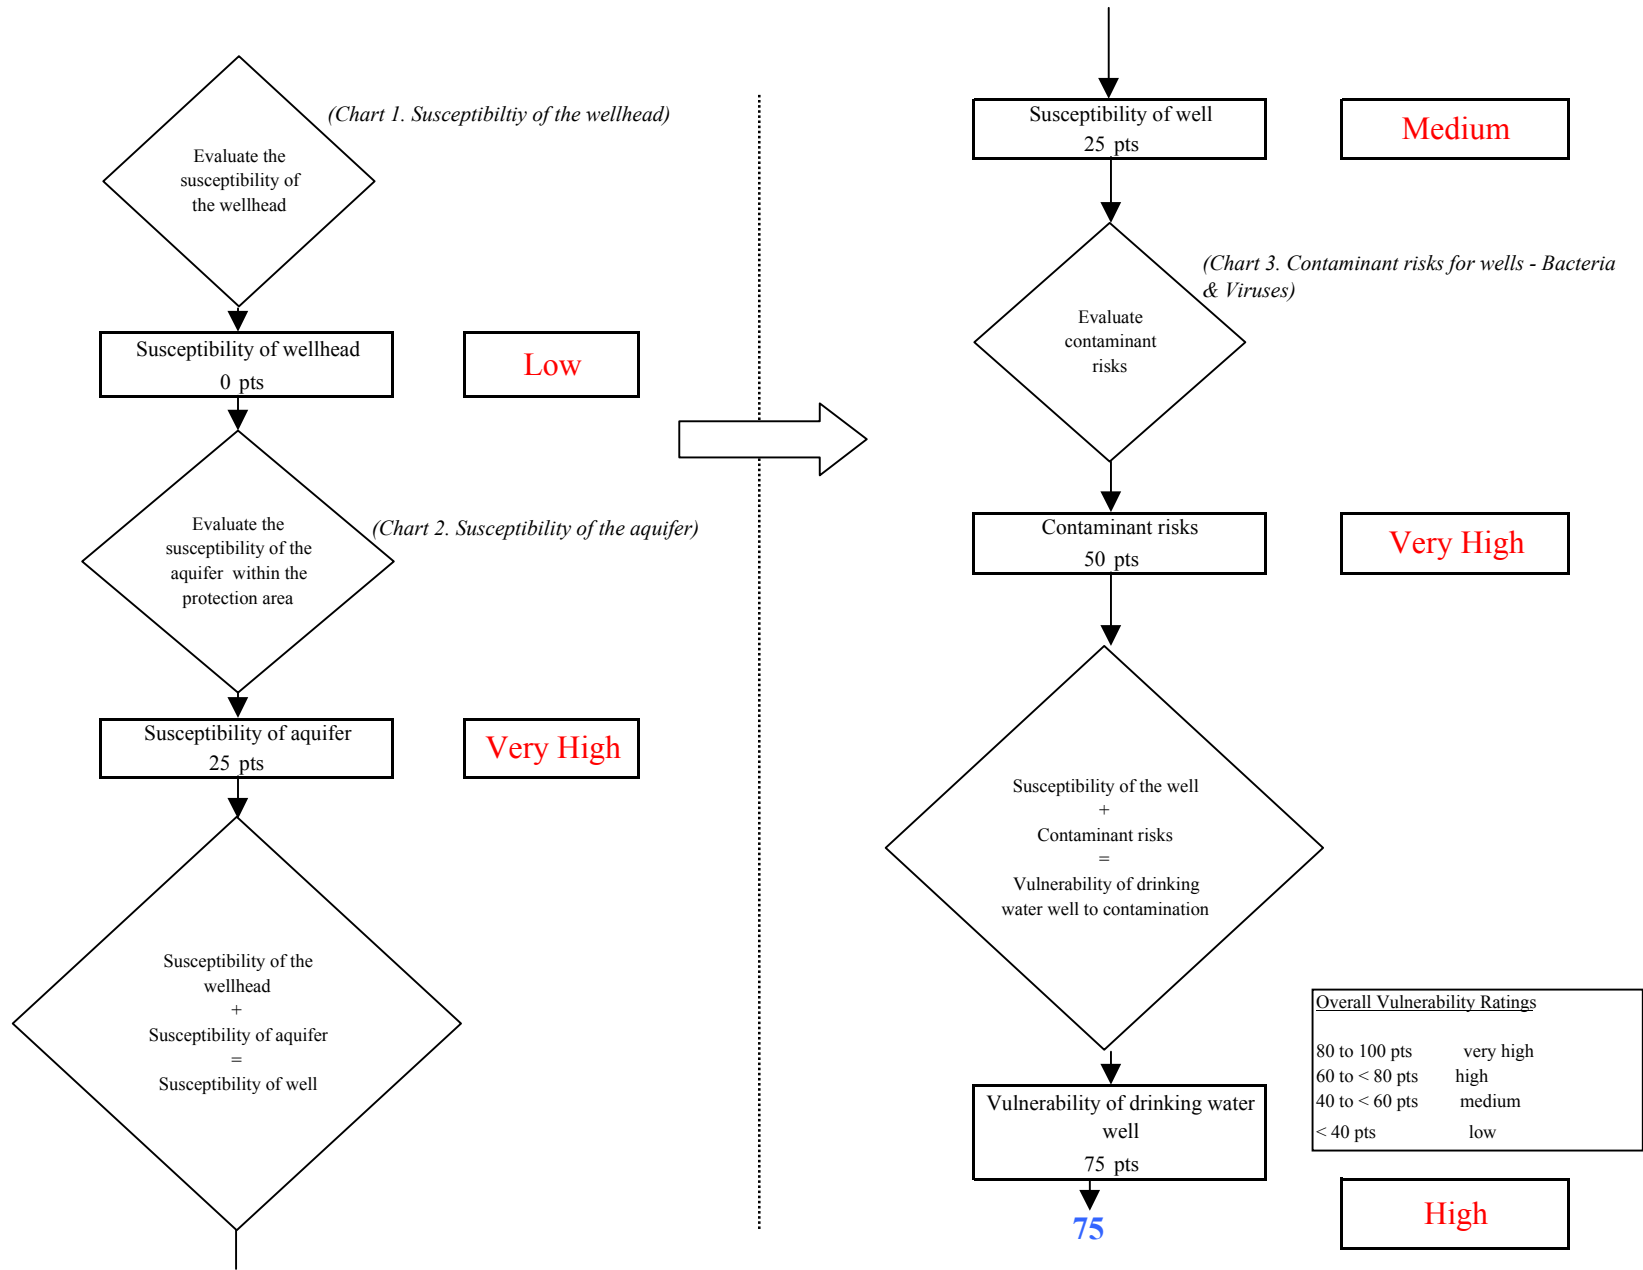 (Chart 1. Susceptibiltiy of the wellhead)
Evaluate the
susceptibility of
the wellhead
Susceptibility of wellhead
0 pts
Low
Evaluate the
susceptibility of the
aquifer within the
protection area
(Chart 2. Susceptibility of the aquifer)
Susceptibility of aquifer
25 pts
Very High
Susceptibility of the
wellhead
+
Susceptibility of aquifer
=
Susceptibility of well
Susceptibility of well
25 pts
Medium
(Chart 3. Contaminant risks for wells - Bacteria
& Viruses)
Evaluate
contaminant
risks
Contaminant risks
50 pts
Very High
Susceptibility of the well
+
Contaminant risks
=
Vulnerability of drinking
water well to contamination
Overall Vulnerability Ratings
80 to 100 pts very high
60 to < 80 pts high
40 to < 60 pts medium
< 40 pts low
Vulnerability of drinking water
well
75 pts
75
High